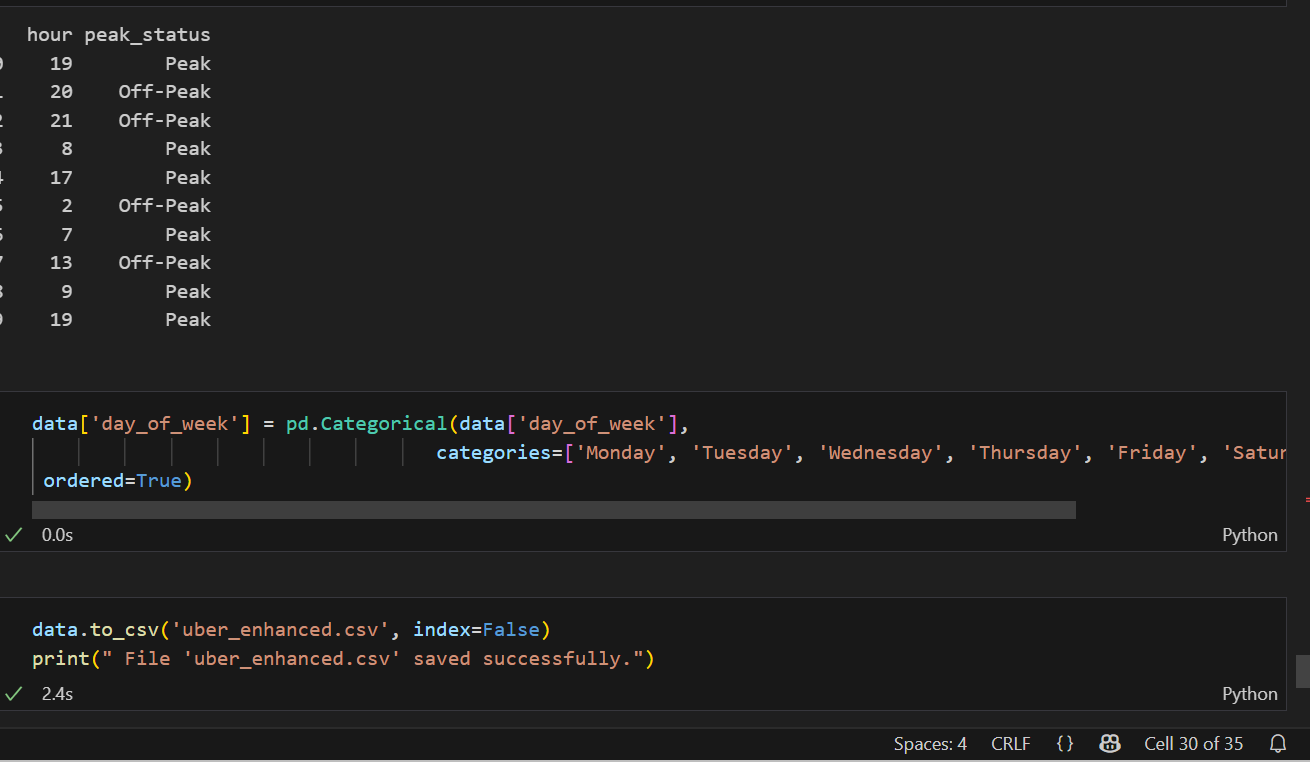 hour peak_status
19 Peak
20 Off-Peak
21 Off-Peak
8 Peak
17 Peak
2 Off-Peak
7 Peak
13 Off-Peak
9 Peak
19 Peak
data['day_of_week'] = pd.Categorical(data['day_of_week'],
categories=['Monday', 'Tuesday', 'Wednesday', 'Thursday', 'Friday', 'Satur
ordered=True)
0.0s Python
data.to_csv('uber_enhanced.csv', index=False)
print(" File 'uber_enhanced.csv' saved successfully.")
2.4s Python
Spaces: 4 CRLF {} Cell 30 of 35